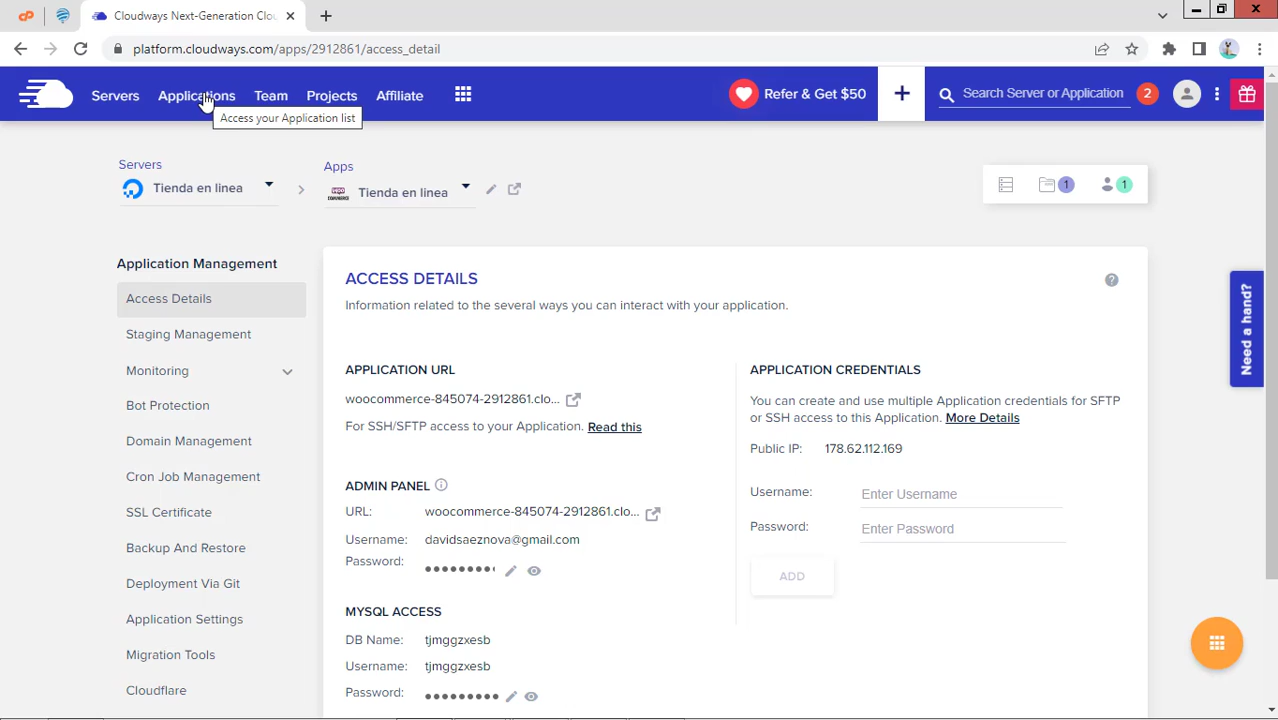 Cloudways Next-Generation Clou
platform.cloudways.com/apps/2912861/access_detail
Servers
Applications
Team
Projects
Affiliate
Refer & Get $50
+
Search Server or Application
2
Access your Application list
Servers
Tienda en linea
Apps
WOO COMMERCE
Tienda en linea
1
1
Application Management
Access Details
Staging Management
Monitoring
Bot Protection
Domain Management
Cron Job Management
SSL Certificate
Backup And Restore
Deployment Via Git
Application Settings
Migration Tools
Cloudflare
ACCESS DETAILS
Information related to the several ways you can interact with your application.
APPLICATION URL
woocommerce-845074-2912861.clo...
For SSH/SFTP access to your Application. Read this
ADMIN PANEL
URL: woocommerce-845074-2912861.clo...
Username: davidsaeznova@gmail.com
Password: •••••••••
MYSQL ACCESS
DB Name: tjmggzxesb
Username: tjmggzxesb
Password: •••••••••
APPLICATION CREDENTIALS
You can create and use multiple Application credentials for SFTP
or SSH access to this Application. More Details
Public IP: 178.62.112.169
Username: Enter Username
Password: Enter Password
ADD
Need a hand?